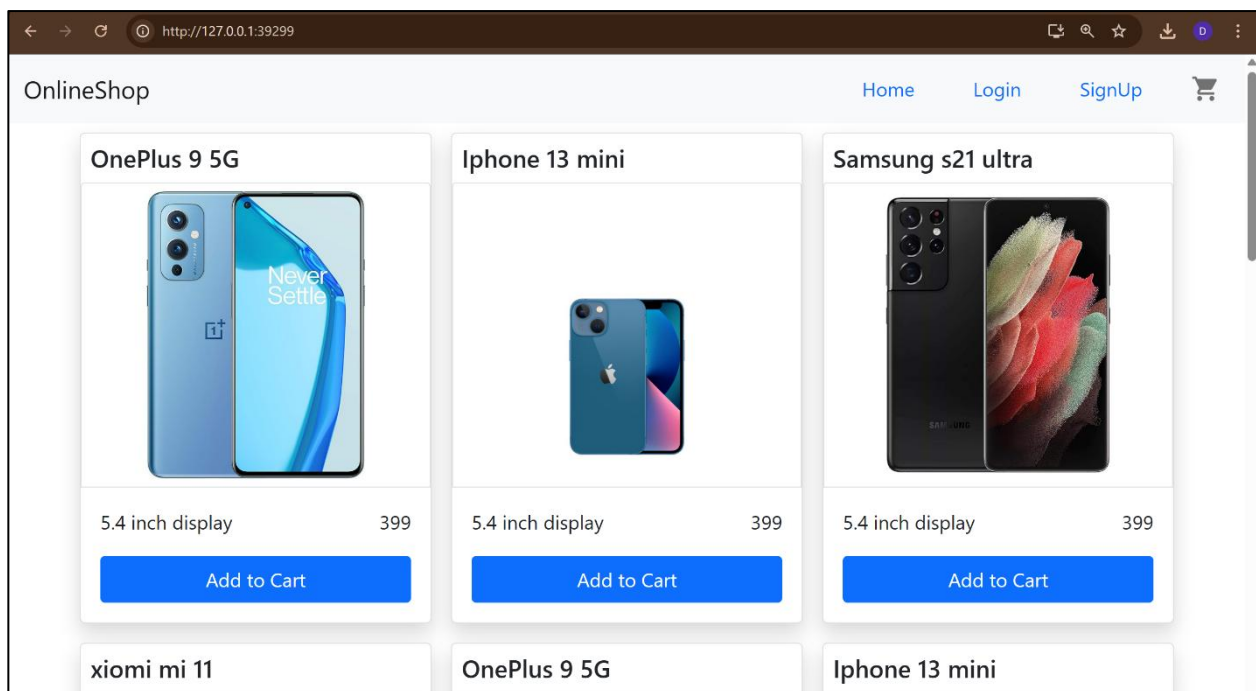 http://127.0.0.1:39299
D
OnlineShop
Home Login SignUp
OnePlus 9 5G
Iphone 13 mini
Samsung s21 ultra
Never
Settle
1+
SAMSUNG
5.4 inch display 399
5.4 inch display 399
5.4 inch display 399
Add to Cart
Add to Cart
Add to Cart
xiomi mi 11
OnePlus 9 5G
Iphone 13 mini